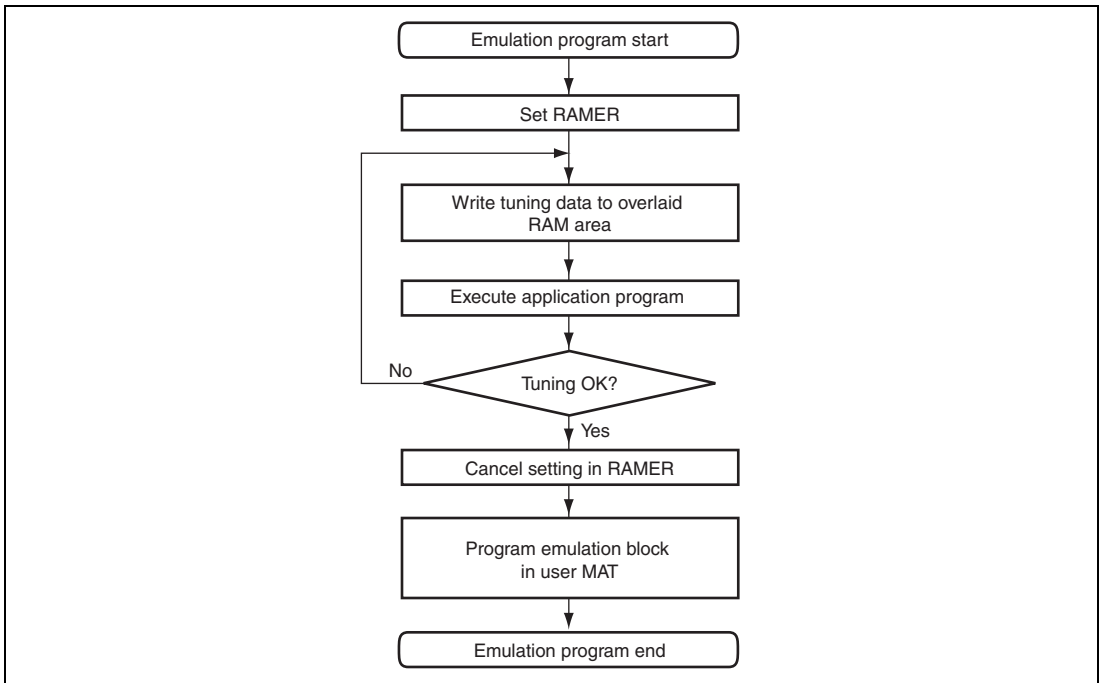 Emulation program start
Set RAMER
Write tuning data to overlaid
RAM area
Execute application program
No
Tuning OK?
Yes
Cancel setting in RAMER
Program emulation block
in user MAT
Emulation program end